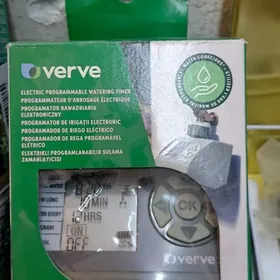 verve
ELECTRIC PROGRAMMABLE WATERING TIMER
PROGRAMMATEUR D'ARROSAGE ÉLECTRIQUE
PROGRAMATOR NAWADNIANIA
ELEKTRONICZNY
PROGRAMATOR DE IRIGAȚII ELECTRONIC
PROGRAMADOR DE RIEGO ELÉCTRICO
PROGRAMADOR DE REGA PROGRAMÁVEL
ELÉTRICO
ELEKTRİKLİ PROGRAMLANABİLİR SULAMA
ZAMANLAYICISI
LONG
MIN
HRS
ON
OFF
OK
verve